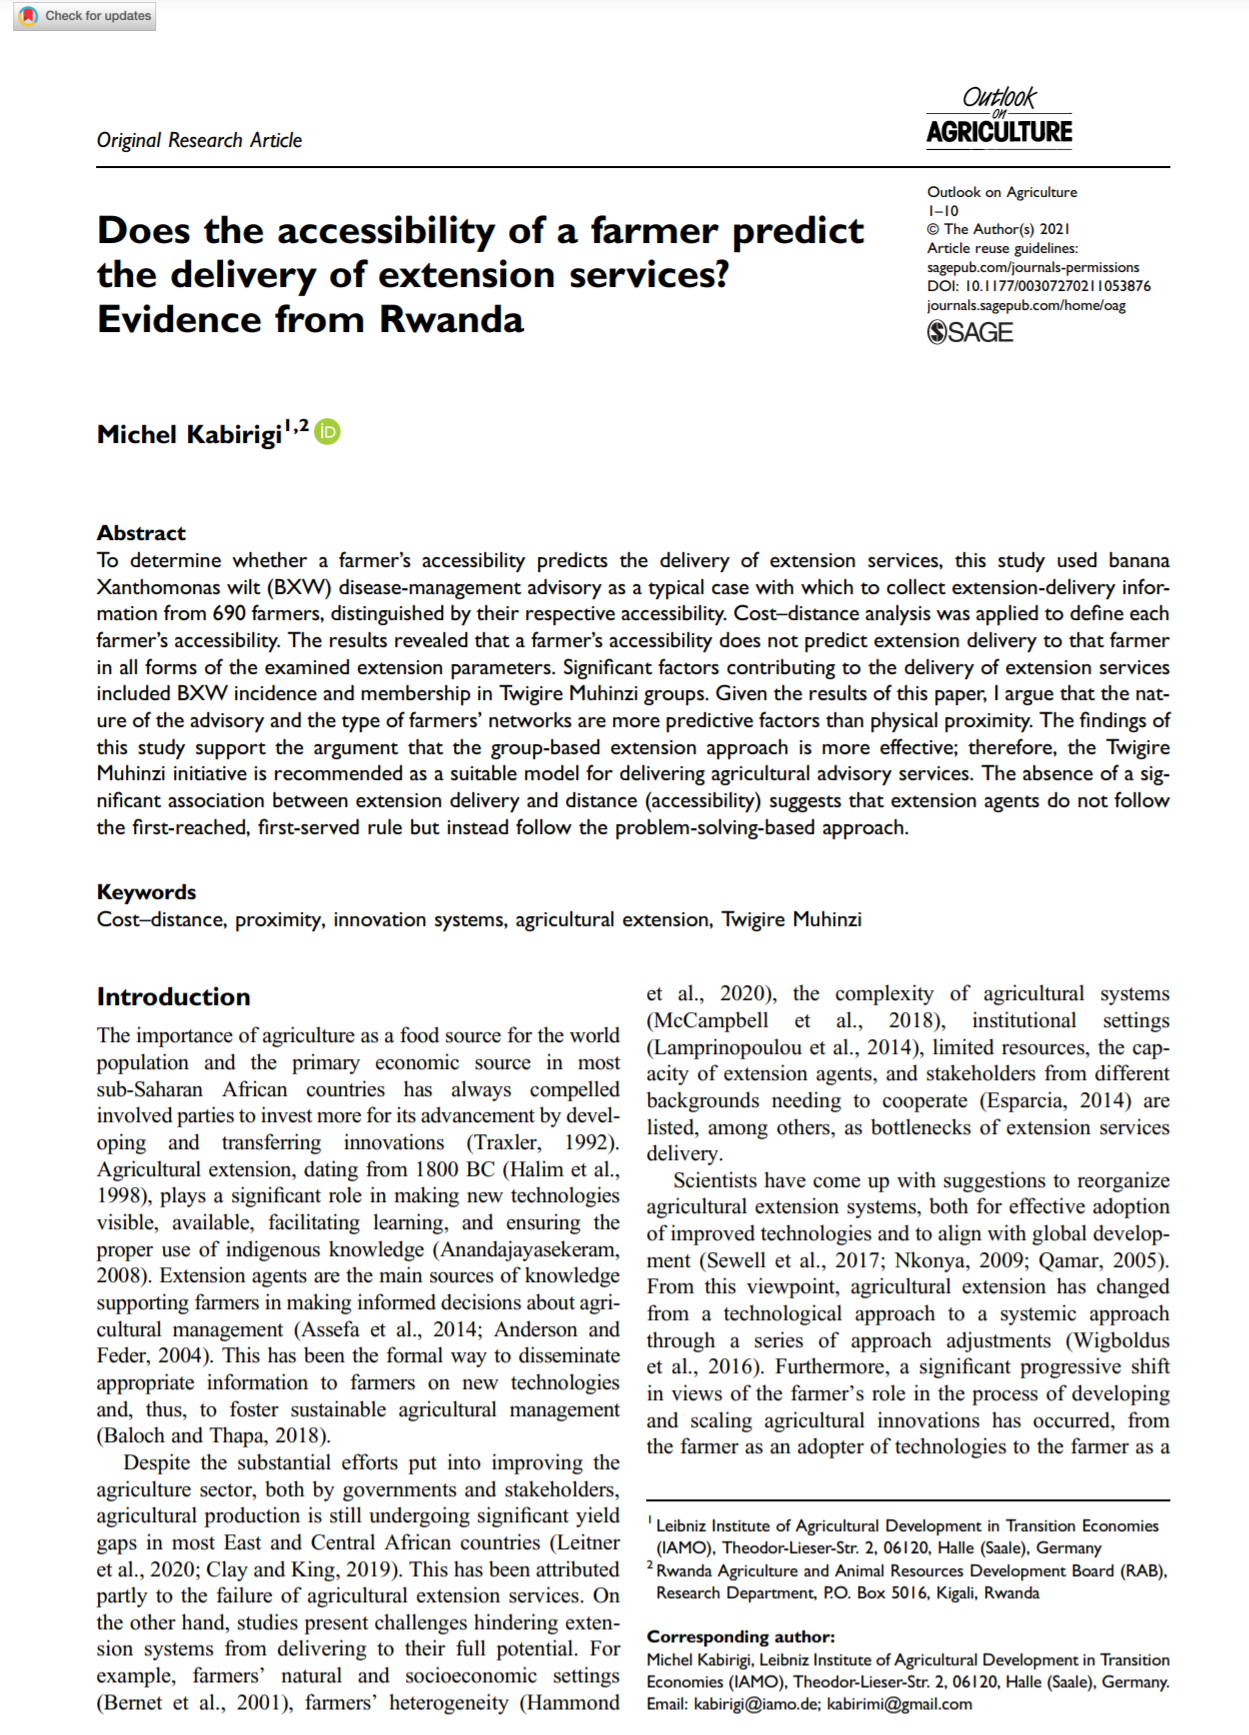 Check for updates
Original Research Article
Outlook
on
AGRICULTURE
Does the accessibility of a farmer predict
the delivery of extension services?
Evidence from Rwanda
Outlook on Agriculture
1–10
© The Author(s) 2021
Article reuse guidelines:
sagepub.com/journals-permissions
DOI: 10.1177/00307270211053876
journals.sagepub.com/home/oag
SAGE
Michel Kabirigi1,2 iD
Abstract
To determine whether a farmer's accessibility predicts the delivery of extension services, this study used banana
Xanthomonas wilt (BXW) disease-management advisory as a typical case with which to collect extension-delivery infor-
mation from 690 farmers, distinguished by their respective accessibility. Cost–distance analysis was applied to define each
farmer's accessibility. The results revealed that a farmer's accessibility does not predict extension delivery to that farmer
in all forms of the examined extension parameters. Significant factors contributing to the delivery of extension services
included BXW incidence and membership in Twigire Muhinzi groups. Given the results of this paper, I argue that the nat-
ure of the advisory and the type of farmers' networks are more predictive factors than physical proximity. The findings of
this study support the argument that the group-based extension approach is more effective; therefore, the Twigire
Muhinzi initiative is recommended as a suitable model for delivering agricultural advisory services. The absence of a sig-
nificant association between extension delivery and distance (accessibility) suggests that extension agents do not follow
the first-reached, first-served rule but instead follow the problem-solving-based approach.
Keywords
Cost–distance, proximity, innovation systems, agricultural extension, Twigire Muhinzi
Introduction
The importance of agriculture as a food source for the world
population and the primary economic source in most
sub-Saharan African countries has always compelled
involved parties to invest more for its advancement by devel-
oping and transferring innovations (Traxler, 1992).
Agricultural extension, dating from 1800 BC (Halim et al.,
1998), plays a significant role in making new technologies
visible, available, facilitating learning, and ensuring the
proper use of indigenous knowledge (Anandajayasekeram,
2008). Extension agents are the main sources of knowledge
supporting farmers in making informed decisions about agri-
cultural management (Assefa et al., 2014; Anderson and
Feder, 2004). This has been the formal way to disseminate
appropriate information to farmers on new technologies
and, thus, to foster sustainable agricultural management
(Baloch and Thapa, 2018).
Despite the substantial efforts put into improving the
agriculture sector, both by governments and stakeholders,
agricultural production is still undergoing significant yield
gaps in most East and Central African countries (Leitner
et al., 2020; Clay and King, 2019). This has been attributed
partly to the failure of agricultural extension services. On
the other hand, studies present challenges hindering exten-
sion systems from delivering to their full potential. For
example, farmers' natural and socioeconomic settings
(Bernet et al., 2001), farmers' heterogeneity (Hammond
et al., 2020), the complexity of agricultural systems
(McCampbell et al., 2018), institutional settings
(Lamprinopoulou et al., 2014), limited resources, the cap-
acity of extension agents, and stakeholders from different
backgrounds needing to cooperate (Esparcia, 2014) are
listed, among others, as bottlenecks of extension services
delivery.
Scientists have come up with suggestions to reorganize
agricultural extension systems, both for effective adoption
of improved technologies and to align with global develop-
ment (Sewell et al., 2017; Nkonya, 2009; Qamar, 2005).
From this viewpoint, agricultural extension has changed
from a technological approach to a systemic approach
through a series of approach adjustments (Wigboldus
et al., 2016). Furthermore, a significant progressive shift
in views of the farmer's role in the process of developing
and scaling agricultural innovations has occurred, from
the farmer as an adopter of technologies to the farmer as a
1 Leibniz Institute of Agricultural Development in Transition Economies
(IAMO), Theodor-Lieser-Str. 2, 06120, Halle (Saale), Germany
2 Rwanda Agriculture and Animal Resources Development Board (RAB),
Research Department, P.O. Box 5016, Kigali, Rwanda
Corresponding author:
Michel Kabirigi, Leibniz Institute of Agricultural Development in Transition
Economies (IAMO), Theodor-Lieser-Str. 2, 06120, Halle (Saale), Germany.
Email: kabirigi@iamo.de; kabirimi@gmail.com